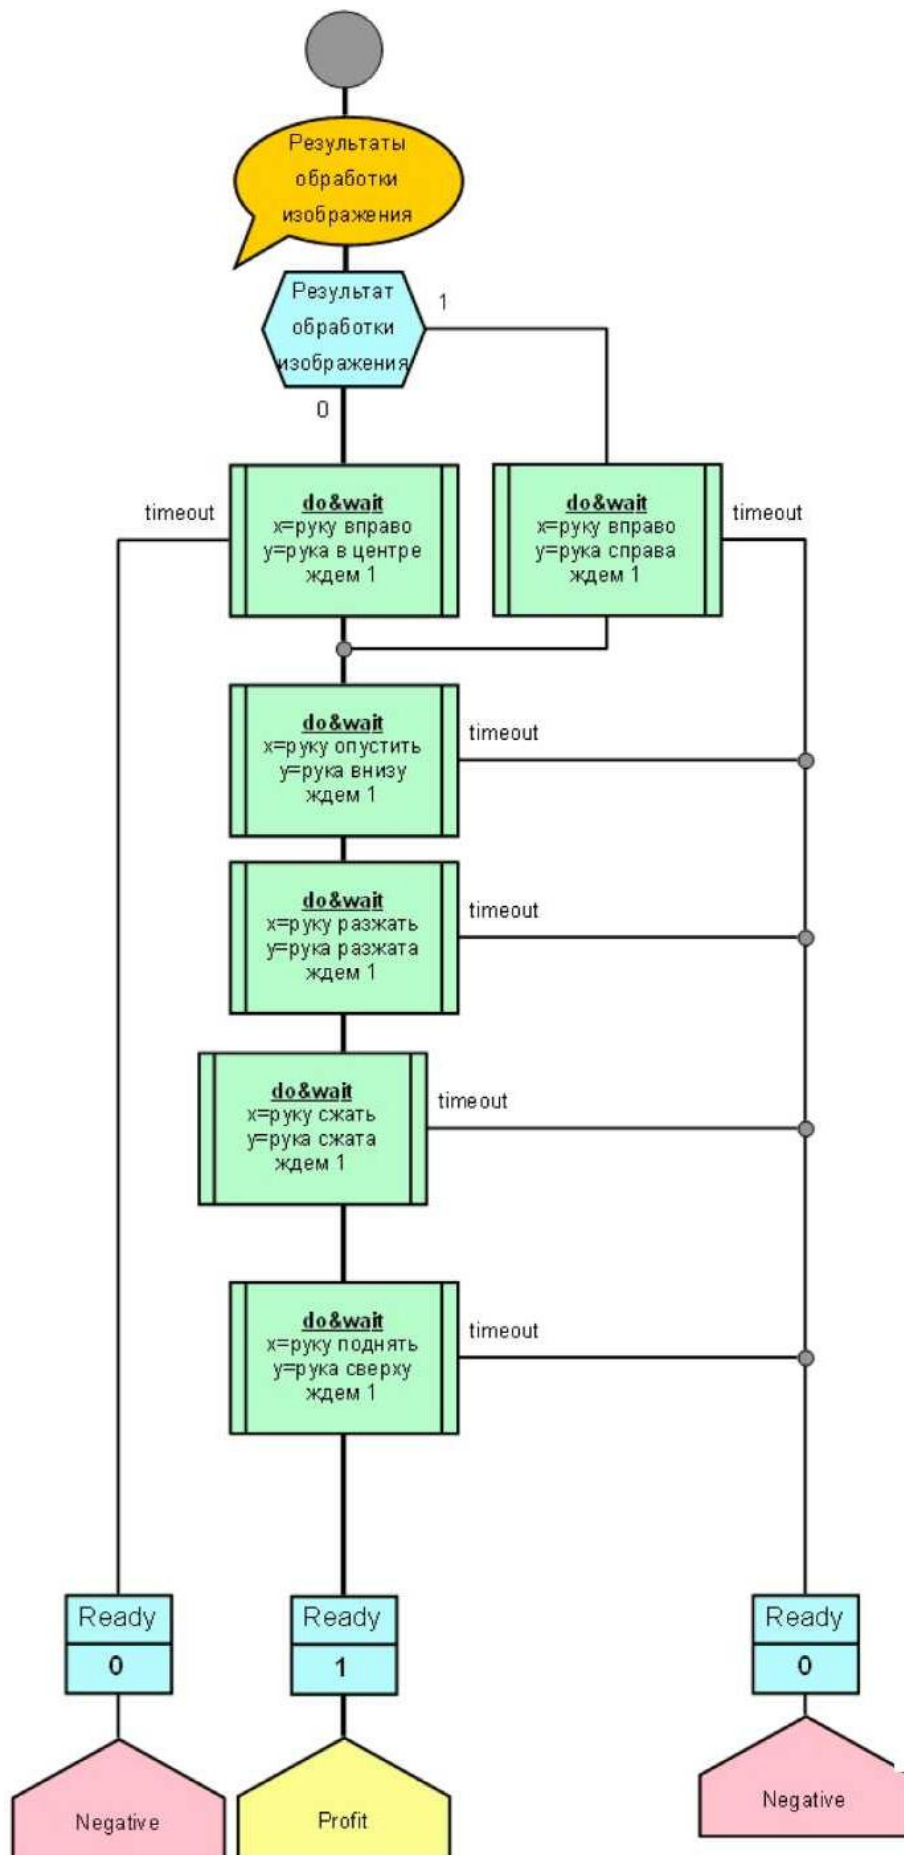 Результаты
обработки
изображения
Результат
обработки
изображения
1
0
timeout
do&wait
х=руку вправо
у=рука в центре
ждем 1
do&wait
х=руку вправо
у=рука справа
ждем 1
timeout
do&wait
х=руку опустить
у=рука внизу
ждем 1
timeout
do&wait
х=руку разжать
у=рука разжата
ждем 1
timeout
do&wait
х=руку сжать
у=рука сжата
ждем 1
timeout
do&wait
х=руку поднять
у=рука сверху
ждем 1
timeout
Ready
0
Ready
1
Ready
0
Negative
Profit
Negative